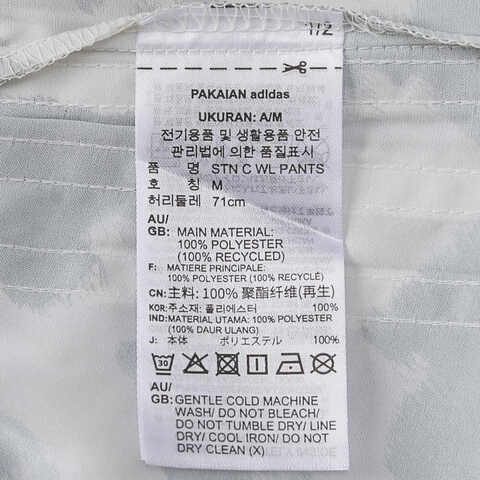 1/2
PAKAIAN adidas
UKURAN: A/M
전기용품 및 생활용품 안전
관리법에 의한 품질표시
품 명 STN C WL PANTS
호 칭 M
허리둘레 71cm
AU/
GB: MAIN MATERIAL:
100% POLYESTER
(100% RECYCLED)
F: MATIERE PRINCIPALE:
100% POLYESTER (100% RECYCLÉ)
CN: 主料: 100% 聚酯纤维(再生)
KOR: 주소재: 폴리에스터 100%
IND: MATERIAL UTAMA: 100% POLYESTER
(100% DAUR ULANG)
J: 本体 ポリエステル 100%
30
AU/
GB: GENTLE COLD MACHINE
WASH/ DO NOT BLEACH/
DO NOT TUMBLE DRY/ LINE
DRY/ COOL IRON/ DO NOT
DRY CLEAN (X)